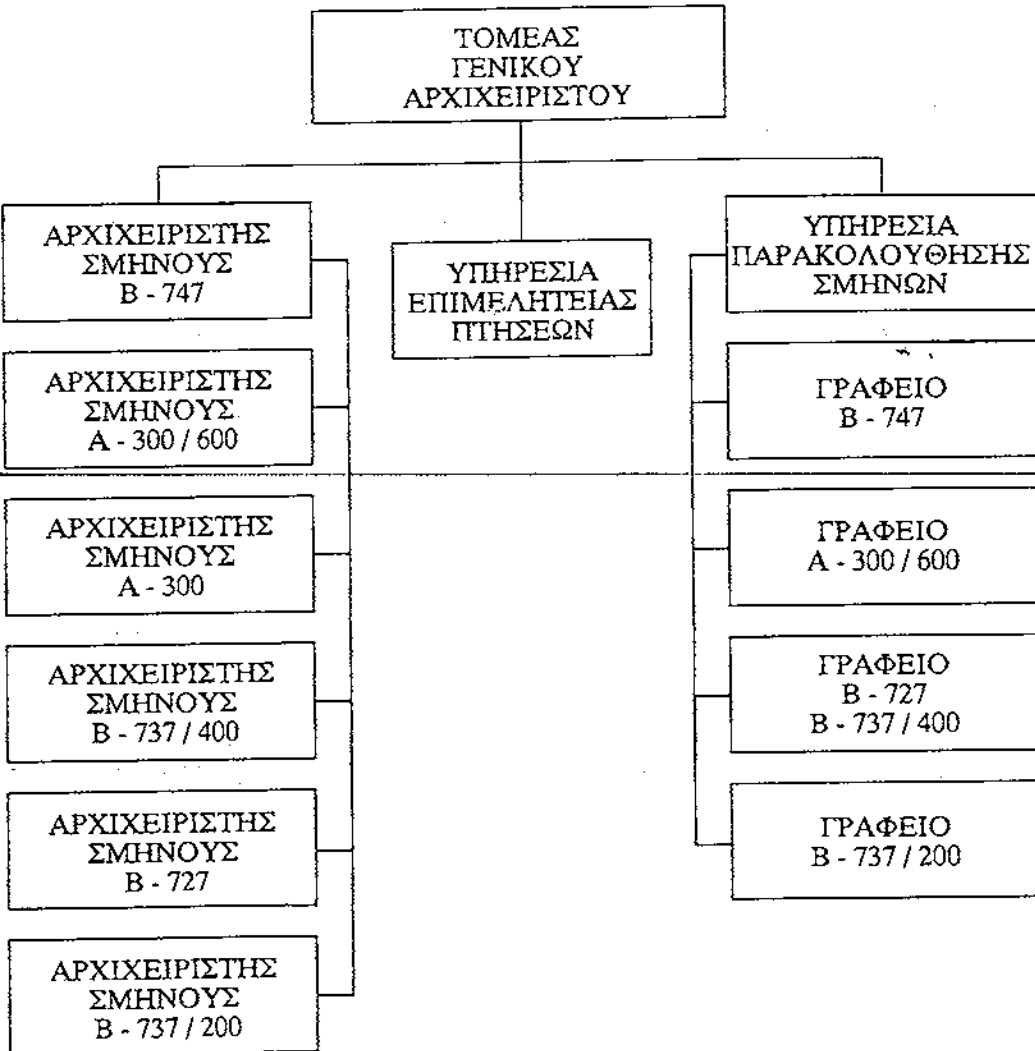 ΤΟΜΕΑΣ
ΓΕΝΙΚΟΥ
ΑΡΧΙΧΕΙΡΙΣΤΟΥ
ΑΡΧΙΧΕΙΡΙΣΤΗΣ
ΣΜΗΝΟΥΣ
Β - 747
ΑΡΧΙΧΕΙΡΙΣΤΗΣ
ΣΜΗΝΟΥΣ
Α - 300 / 600
ΑΡΧΙΧΕΙΡΙΣΤΗΣ
ΣΜΗΝΟΥΣ
Α - 300
ΑΡΧΙΧΕΙΡΙΣΤΗΣ
ΣΜΗΝΟΥΣ
Β - 737 / 400
ΑΡΧΙΧΕΙΡΙΣΤΗΣ
ΣΜΗΝΟΥΣ
Β - 727
ΑΡΧΙΧΕΙΡΙΣΤΗΣ
ΣΜΗΝΟΥΣ
Β - 737 / 200
ΥΠΗΡΕΣΙΑ
ΕΠΙΜΕΛΗΤΕΙΑΣ
ΠΤΗΣΕΩΝ
ΥΠΗΡΕΣΙΑ
ΠΑΡΑΚΟΛΟΥΘΗΣΗΣ
ΣΜΗΝΩΝ
ΓΡΑΦΕΙΟ
Β - 747
ΓΡΑΦΕΙΟ
Α - 300 / 600
ΓΡΑΦΕΙΟ
Β - 727
Β - 737 / 400
ΓΡΑΦΕΙΟ
Β - 737 / 200